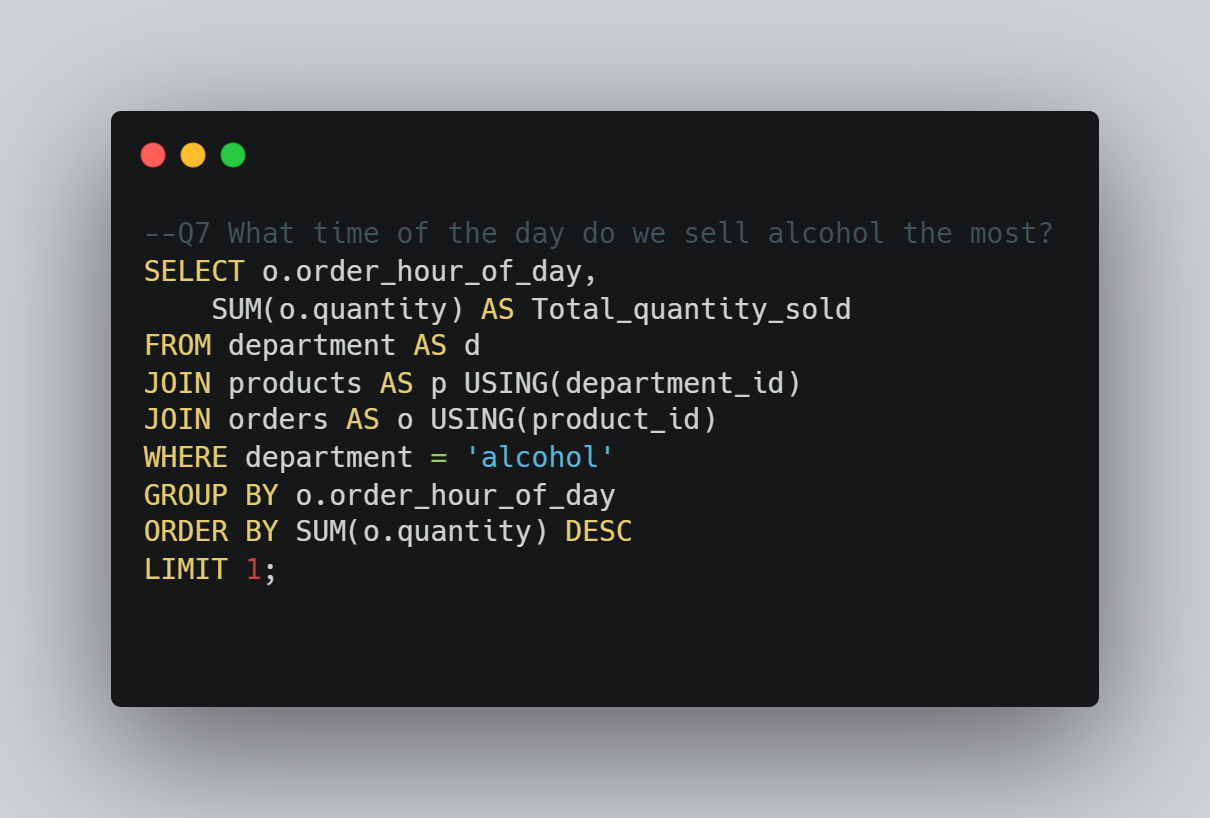 --Q7 What time of the day do we sell alcohol the most?
SELECT o.order_hour_of_day,
    SUM(o.quantity) AS Total_quantity_sold
FROM department AS d
JOIN products AS p USING(department_id)
JOIN orders AS o USING(product_id)
WHERE department = 'alcohol'
GROUP BY o.order_hour_of_day
ORDER BY SUM(o.quantity) DESC
LIMIT 1;